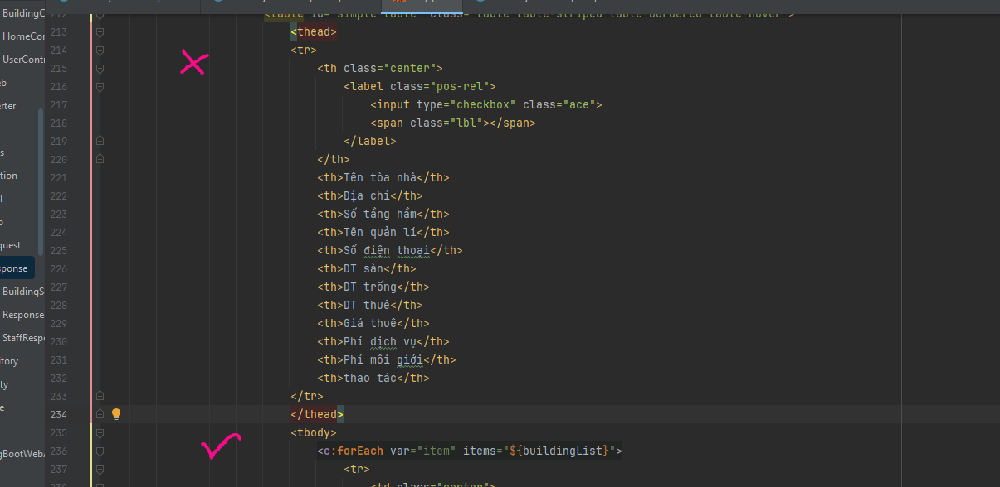 BuildingC
HomeCon
UserContr
eb
erter
s
tion
l
o
quest
sponse
BuildingS
Response
StaffRespo
itory
ty
e
gBootWebA
212 <table id="simple-table" class="table table-striped table-bordered table-hover">
213 <thead>
214 <tr>
215 <th class="center">
216 <label class="pos-rel">
217 <input type="checkbox" class="ace">
218 <span class="lbl"></span>
219 </label>
220 </th>
221 <th>Tên tòa nhà</th>
222 <th>Địa chỉ</th>
223 <th>Số tầng hầm</th>
224 <th>Tên quản lí</th>
225 <th>Số điện thoại</th>
226 <th>DT sàn</th>
227 <th>DT trống</th>
228 <th>DT thuê</th>
229 <th>Giá thuê</th>
230 <th>Phí dịch vụ</th>
231 <th>Phí môi giới</th>
232 <th>thao tác</th>
233 </tr>
234 </thead>
235 <tbody>
236 <c:forEach var="item" items="${buildingList}">
237 <tr>
238 <td class="center">